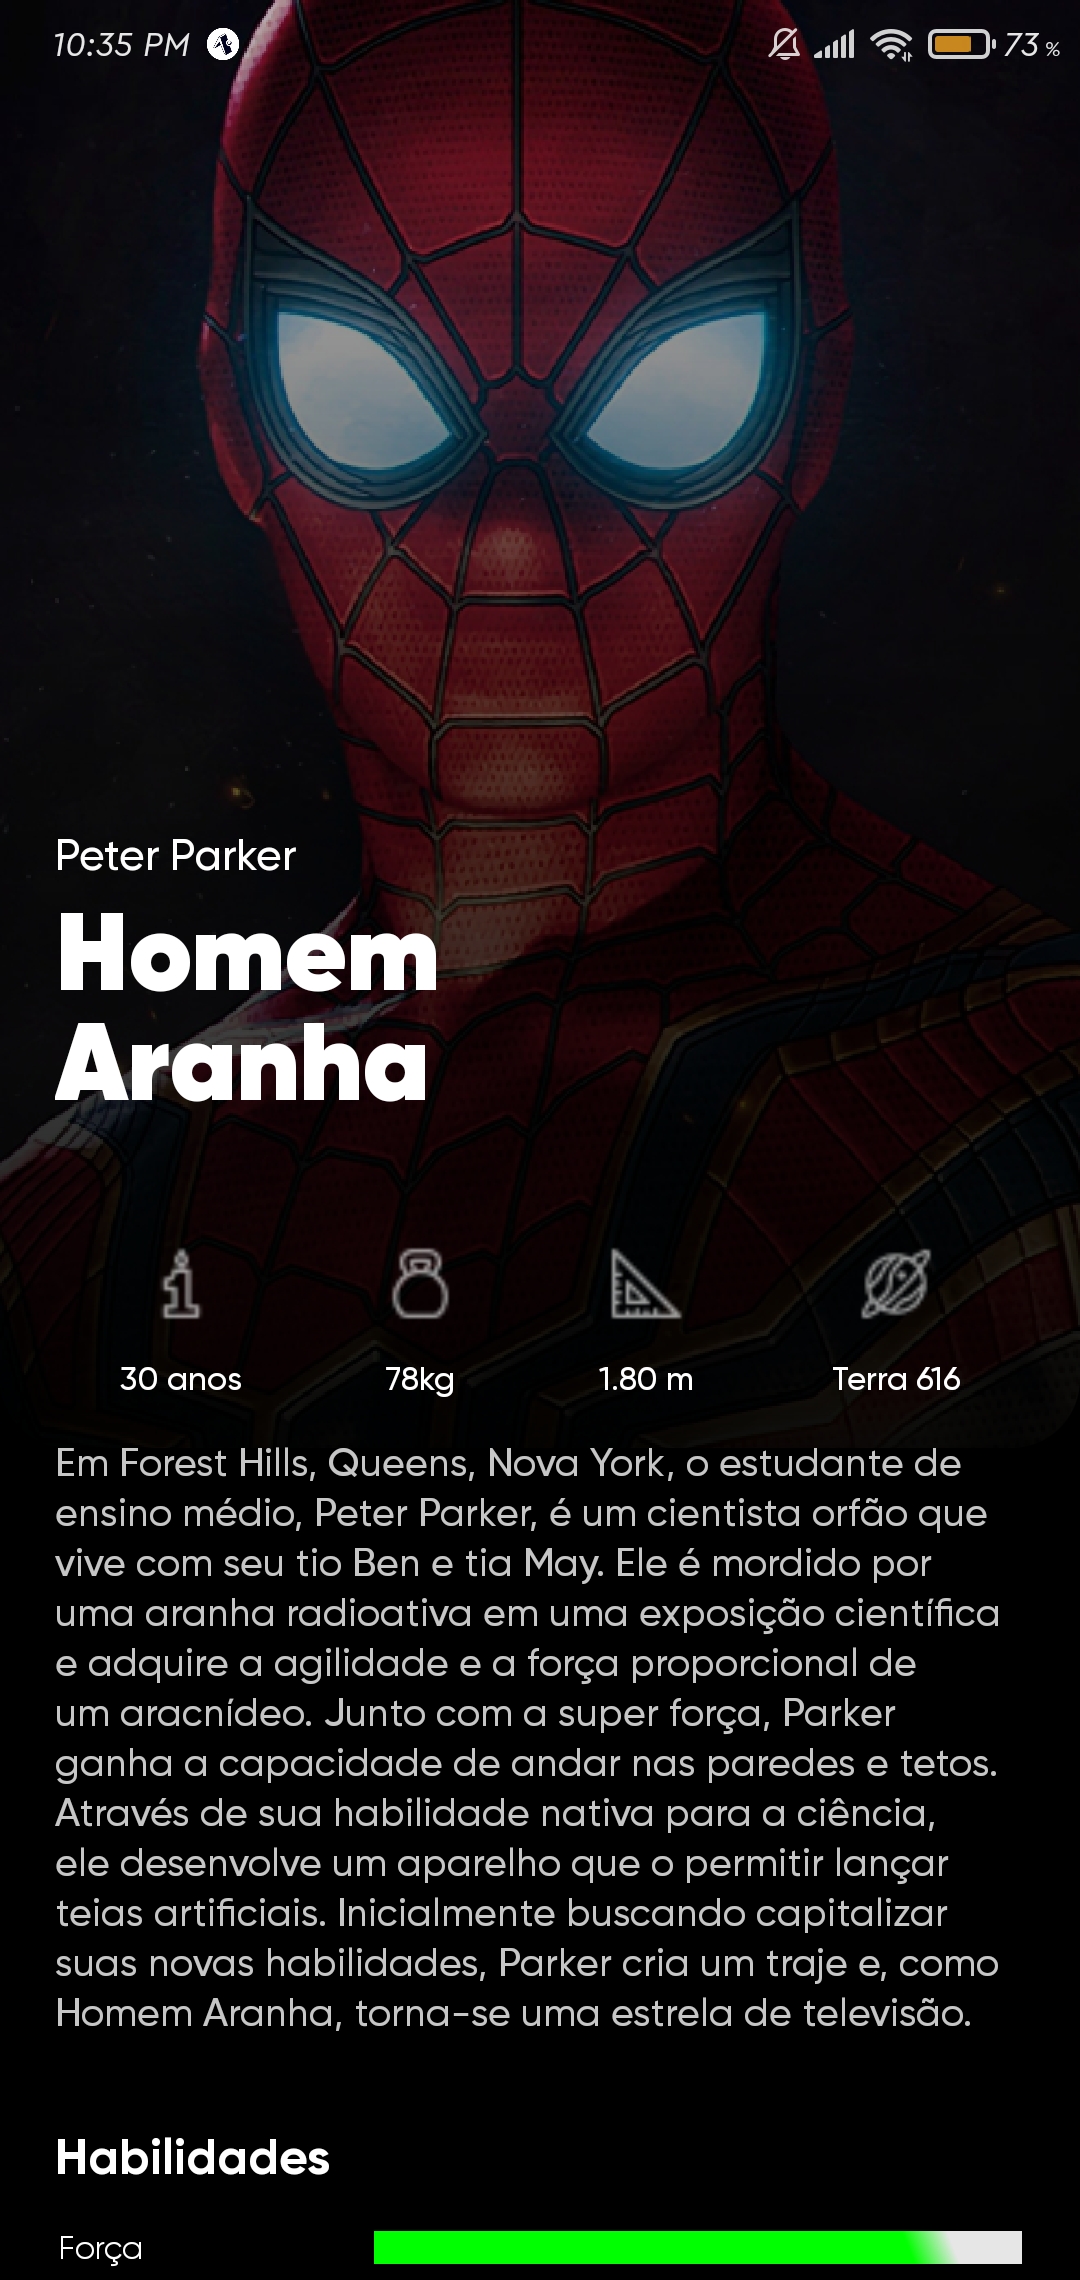 10:35 PM
73 %
Peter Parker
Homem
Aranha
30 anos
78kg
1.80 m
Terra 616
Em Forest Hills, Queens, Nova York, o estudante de
ensino médio, Peter Parker, é um cientista orfão que
vive com seu tio Ben e tia May. Ele é mordido por
uma aranha radioativa em uma exposição científica
e adquire a agilidade e a força proporcional de
um aracnídeo. Junto com a super força, Parker
ganha a capacidade de andar nas paredes e tetos.
Através de sua habilidade nativa para a ciência,
ele desenvolve um aparelho que o permitir lançar
teias artificiais. Inicialmente buscando capitalizar
suas novas habilidades, Parker cria um traje e, como
Homem Aranha, torna-se uma estrela de televisão.
Habilidades
Força